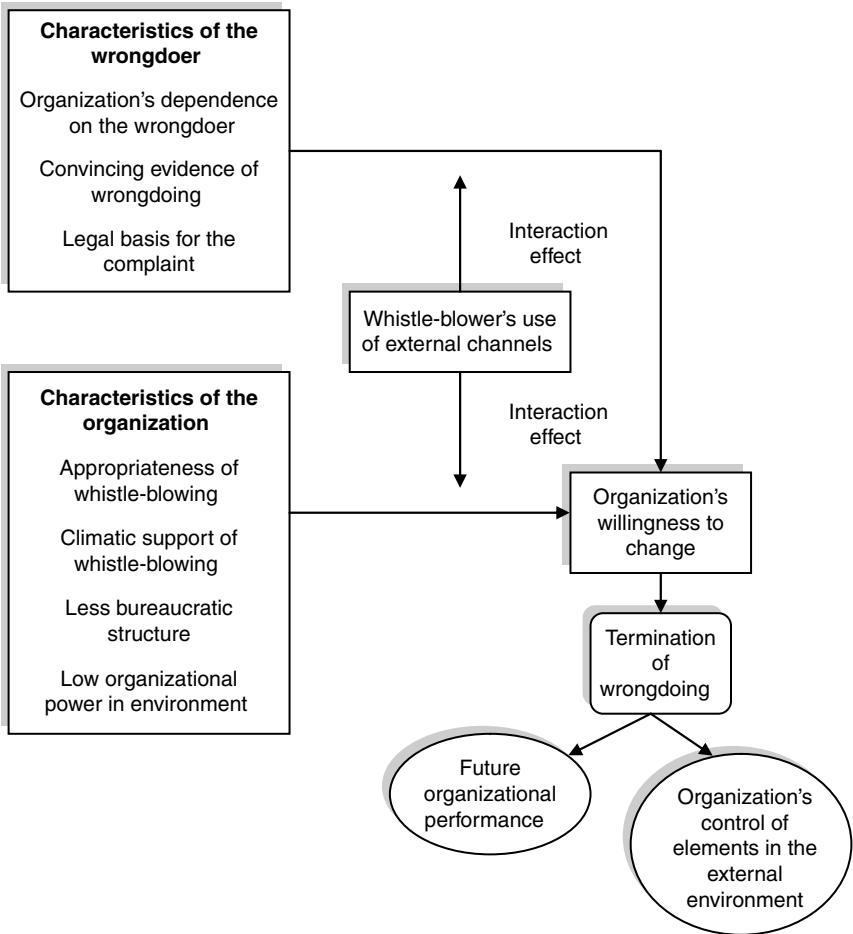 Characteristics of the
wrongdoer
Organization's dependence
on the wrongdoer
Convincing evidence of
wrongdoing
Legal basis for the
complaint
Interaction
effect
Whistle-blower's use
of external channels
Characteristics of the
organization
Appropriateness of
whistle-blowing
Climatic support of
whistle-blowing
Less bureaucratic
structure
Low organizational
power in environment
Interaction
effect
Organization's
willingness to
change
Termination
of
wrongdoing
Future
organizational
performance
Organization's
control of
elements in the
external
environment